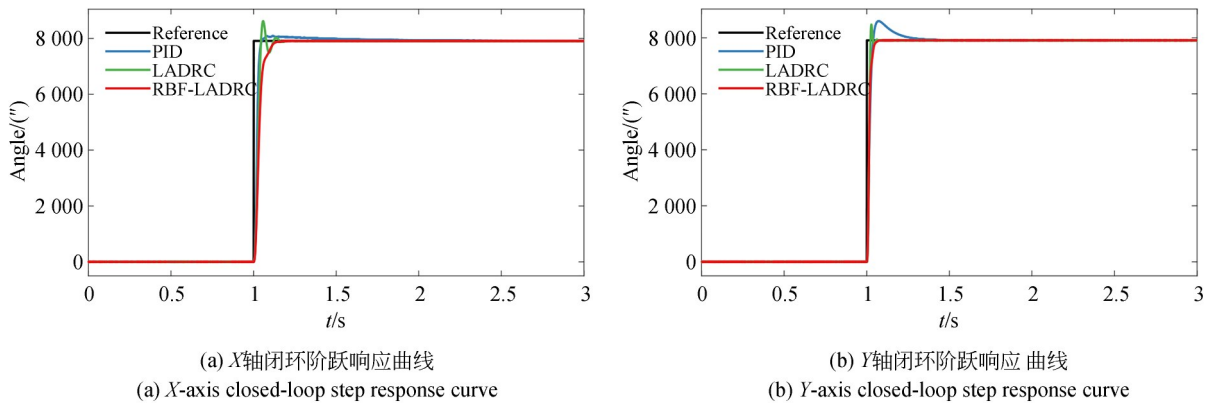 Reference
PID
LADRC
RBF-LADRC
8 000
6 000
4 000
2 000
0
Angle/(″)
0 0.5 1 1.5 2 2.5 3
t/s
(a) X轴闭环阶跃响应曲线
(a) X-axis closed-loop step response curve
Reference
PID
LADRC
RBF-LADRC
8 000
6 000
4 000
2 000
0
Angle/(″)
0 0.5 1 1.5 2 2.5 3
t/s
(b) Y轴闭环阶跃响应 曲线
(b) Y-axis closed-loop step response curve